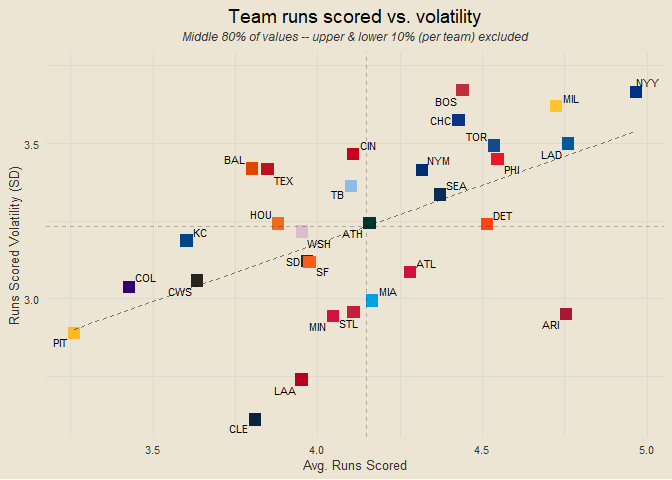 Team runs scored vs. volatility
Middle 80% of values -- upper & lower 10% (per team) excluded
Runs Scored Volatility (SD)
3.5
3.0
NYY
BOS
MIL
CHC
TOR
LAD
PHI
CIN
BAL
TEX
NYM
TB
SEA
HOU
DET
ATH
KC
WSH
SD
SF
ATL
COL
CWS
MIA
MIN
STL
ARI
PIT
LAA
CLE
3.5
4.0
4.5
5.0
Avg. Runs Scored